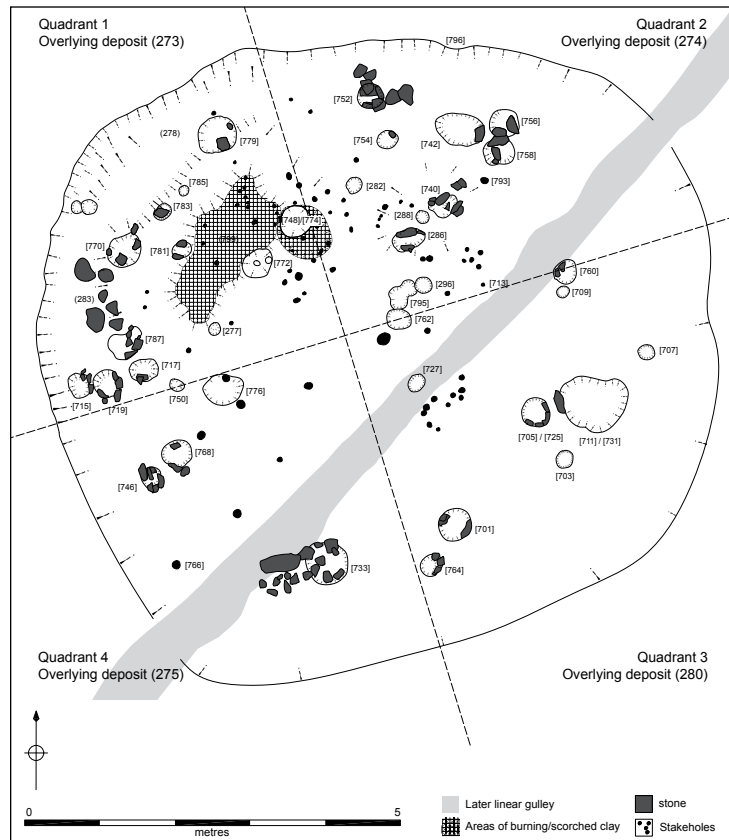 Quadrant 1
Overlying deposit (273)
Quadrant 2
Overlying deposit (274)
[796]
[752]
[756]
(278)
[779]
[754]
[742]
[758]
[785]
[282]
[793]
[740]
[783]
[748]/[774]
[288]
[770]
[781]
[286]
[772]
[760]
[296]
[713]
[709]
(283)
[795]
[277]
[762]
[787]
[707]
[717]
[727]
[750]
[776]
[715]
[719]
[705] / [725]
[711] / [731]
[768]
[703]
[746]
[701]
[766]
[733]
[764]
Quadrant 4
Overlying deposit (275)
Quadrant 3
Overlying deposit (280)
0
5
metres
Later linear gulley
stone
Areas of burning/scorched clay
Stakeholes